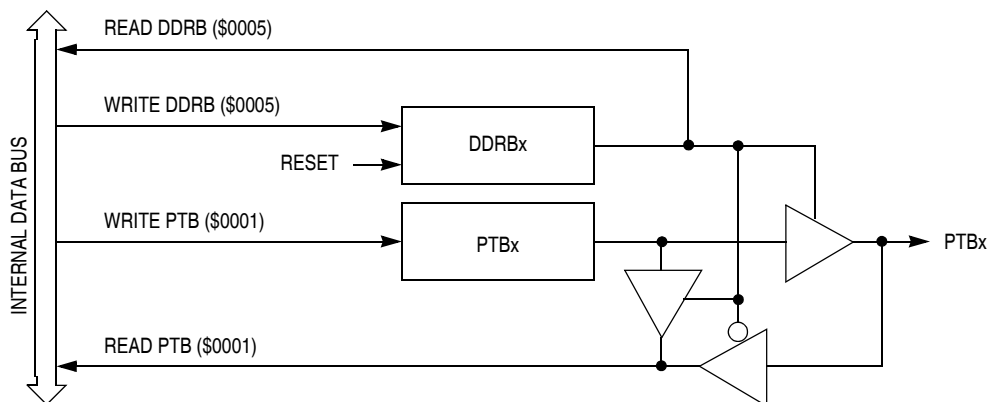 READ DDRB ($0005)
WRITE DDRB ($0005)
DDRBx
RESET
INTERNAL DATA BUS
WRITE PTB ($0001)
PTBx
PTBx
READ PTB ($0001)